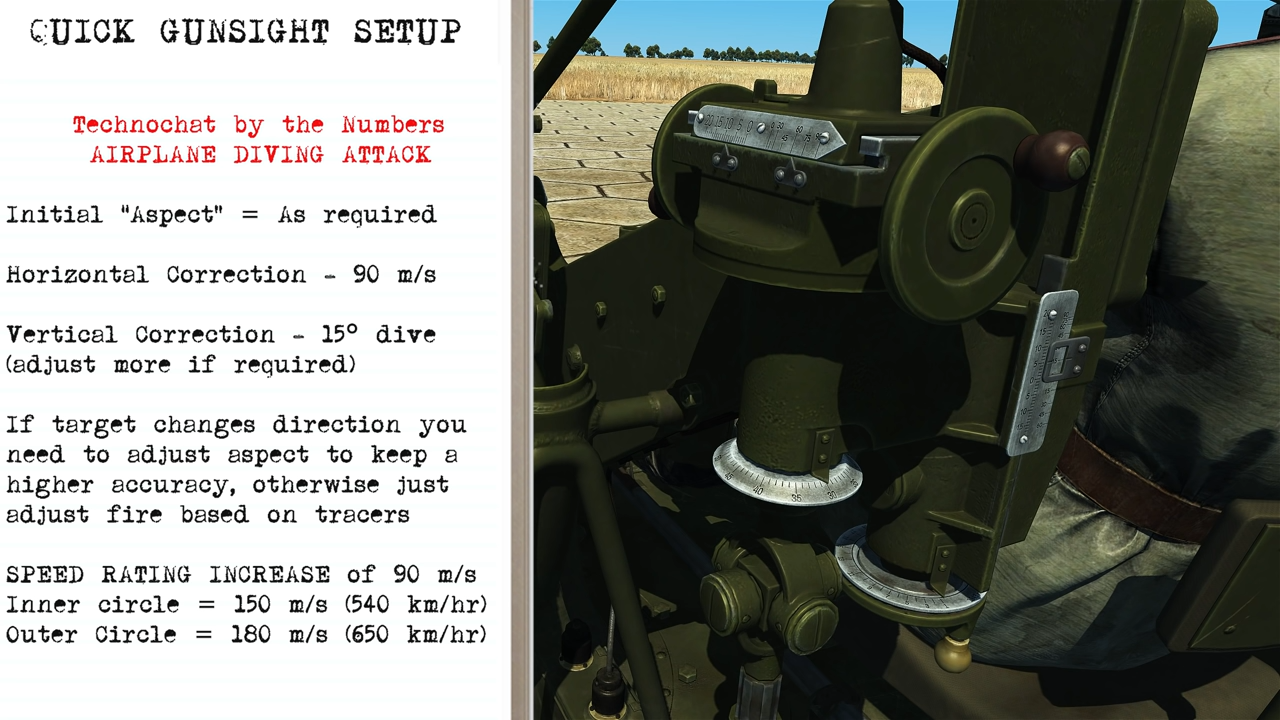 QUICK GUNSIGHT SETUP
Technochat by the Numbers
AIRPLANE DIVING ATTACK
Initial "Aspect" = As required
Horizontal Correction - 90 m/s
Vertical Correction - 15° dive
(adjust more if required)
If target changes direction you
need to adjust aspect to keep a
higher accuracy, otherwise just
adjust fire based on tracers
SPEED RATING INCREASE of 90 m/s
Inner circle = 150 m/s (540 km/hr)
Outer Circle = 180 m/s (650 km/hr)
40 35 30